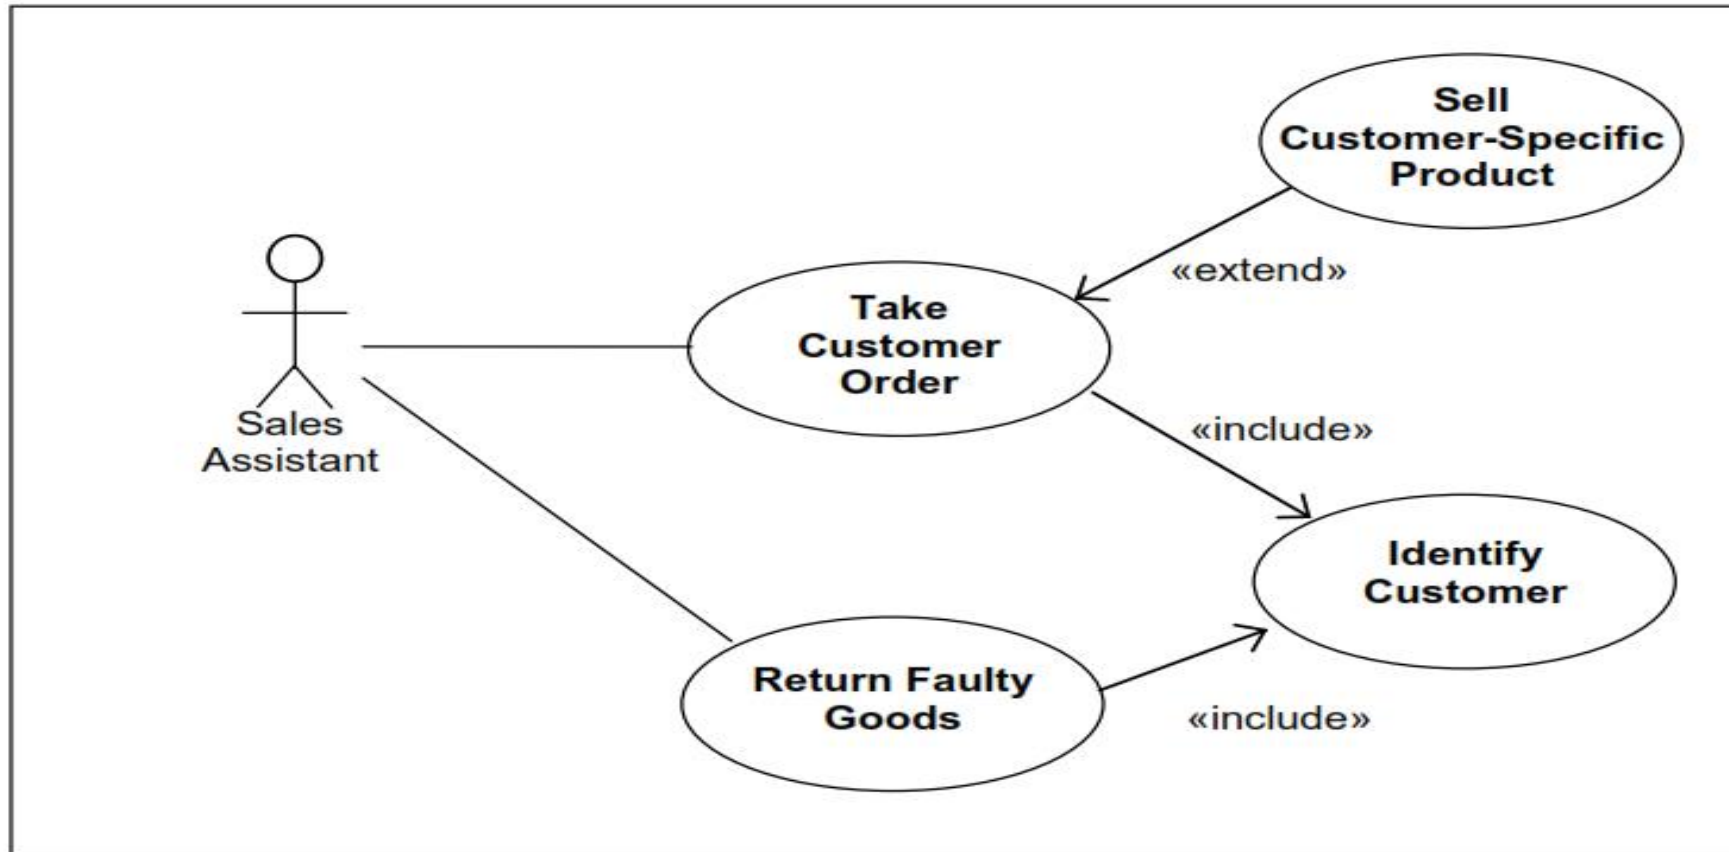 Sell
Customer-Specific
Product
«extend»
Take
Customer
Order
Sales
Assistant
«include»
Identify
Customer
Return Faulty
Goods
«include»